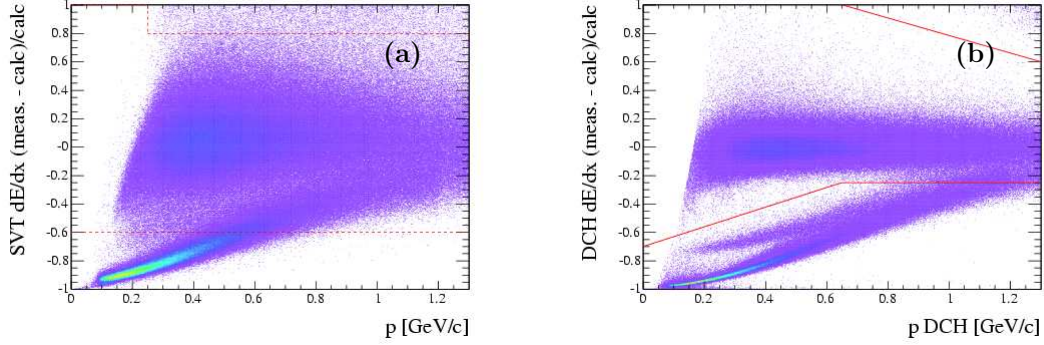 SVT dE/dx (meas. - calc)/calc
1
0.8
0.6
0.4
0.2
-0
-0.2
-0.4
-0.6
-0.8
-1
(a)
0 0.2 0.4 0.6 0.8 1 1.2
p [GeV/c]
DCH dE/dx (meas. - calc)/calc
1
0.8
0.6
0.4
0.2
-0
-0.2
-0.4
-0.6
-0.8
-1
(b)
0 0.2 0.4 0.6 0.8 1 1.2
p DCH [GeV/c]